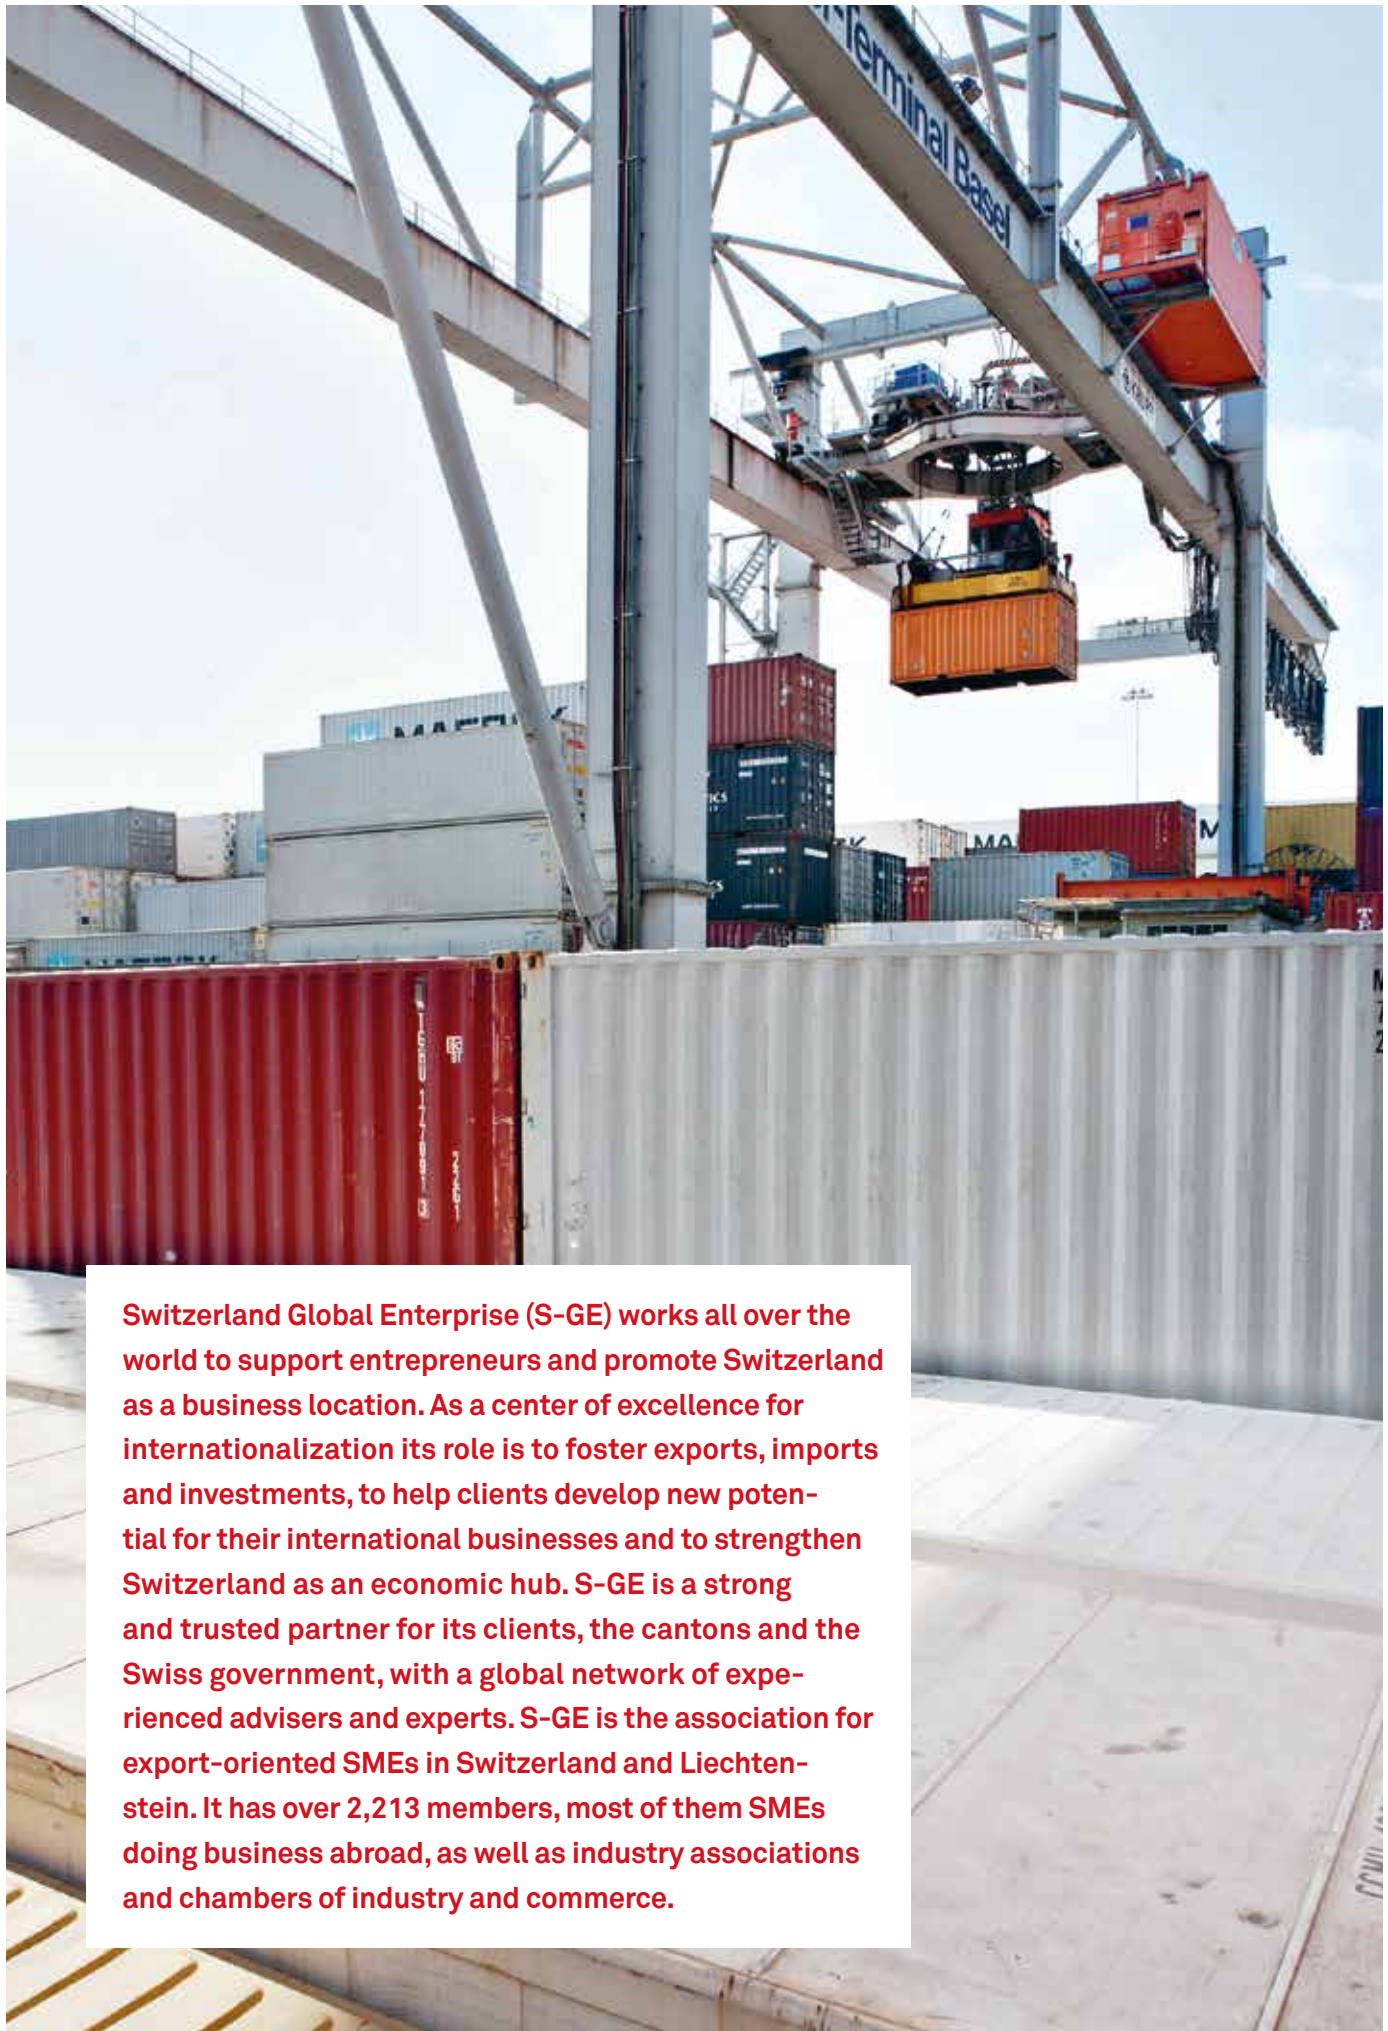 Terminal Basel
MAERSK
MA
M
Switzerland Global Enterprise (S-GE) works all over the
world to support entrepreneurs and promote Switzerland
as a business location. As a center of excellence for
internationalization its role is to foster exports, imports
and investments, to help clients develop new poten-
tial for their international businesses and to strengthen
Switzerland as an economic hub. S-GE is a strong
and trusted partner for its clients, the cantons and the
Swiss government, with a global network of expe-
rienced advisers and experts. S-GE is the association for
export-oriented SMEs in Switzerland and Liechten-
stein. It has over 2,213 members, most of them SMEs
doing business abroad, as well as industry associations
and chambers of industry and commerce.